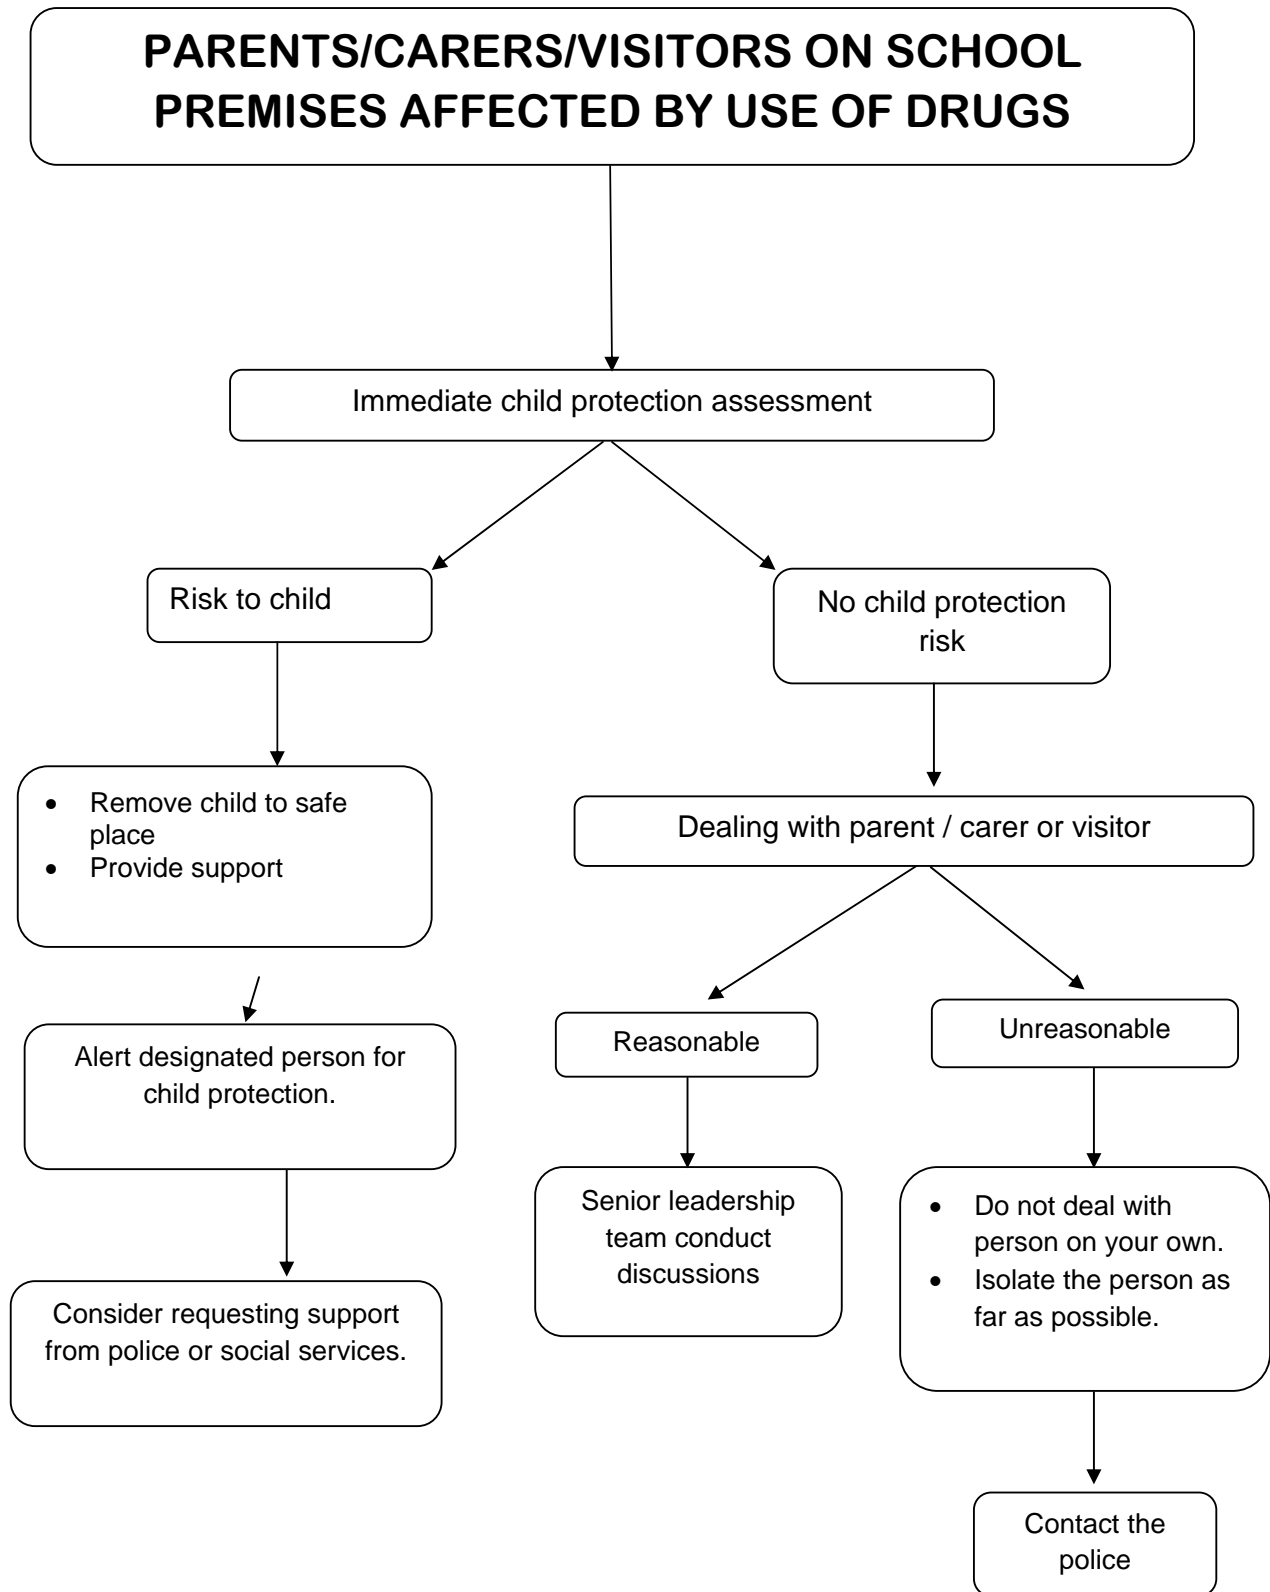 PARENTS/CARERS/VISITORS ON SCHOOL
PREMISES AFFECTED BY USE OF DRUGS
Immediate child protection assessment
Risk to child
No child protection
risk
• Remove child to safe
place
• Provide support
Dealing with parent / carer or visitor
Alert designated person for
child protection.
Reasonable
Unreasonable
Senior leadership
team conduct
discussions
• Do not deal with
person on your own.
• Isolate the person as
far as possible.
Consider requesting support
from police or social services.
Contact the
police